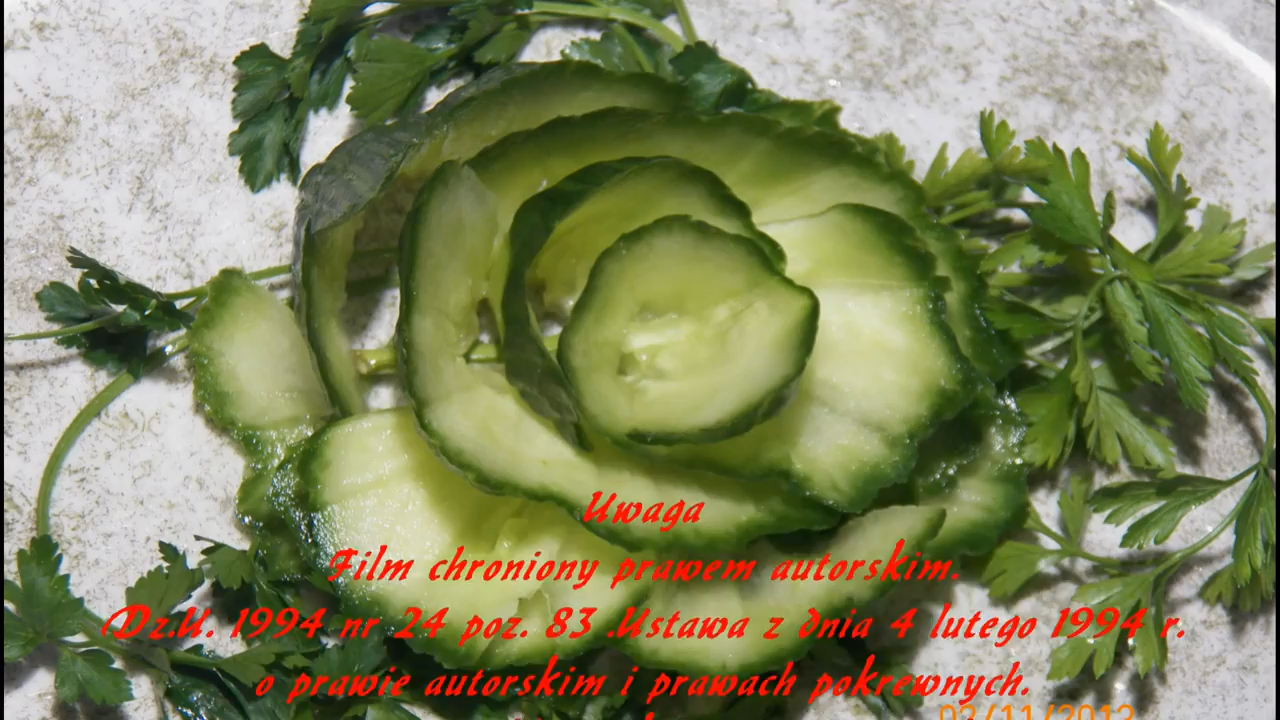 Uwaga
Film chroniony prawem autorskim.
Dz.U. 1994 nr 24 poz. 83 .Ustawa z dnia 4 lutego 1994 r.
o prawie autorskim i prawach pokrewnych.